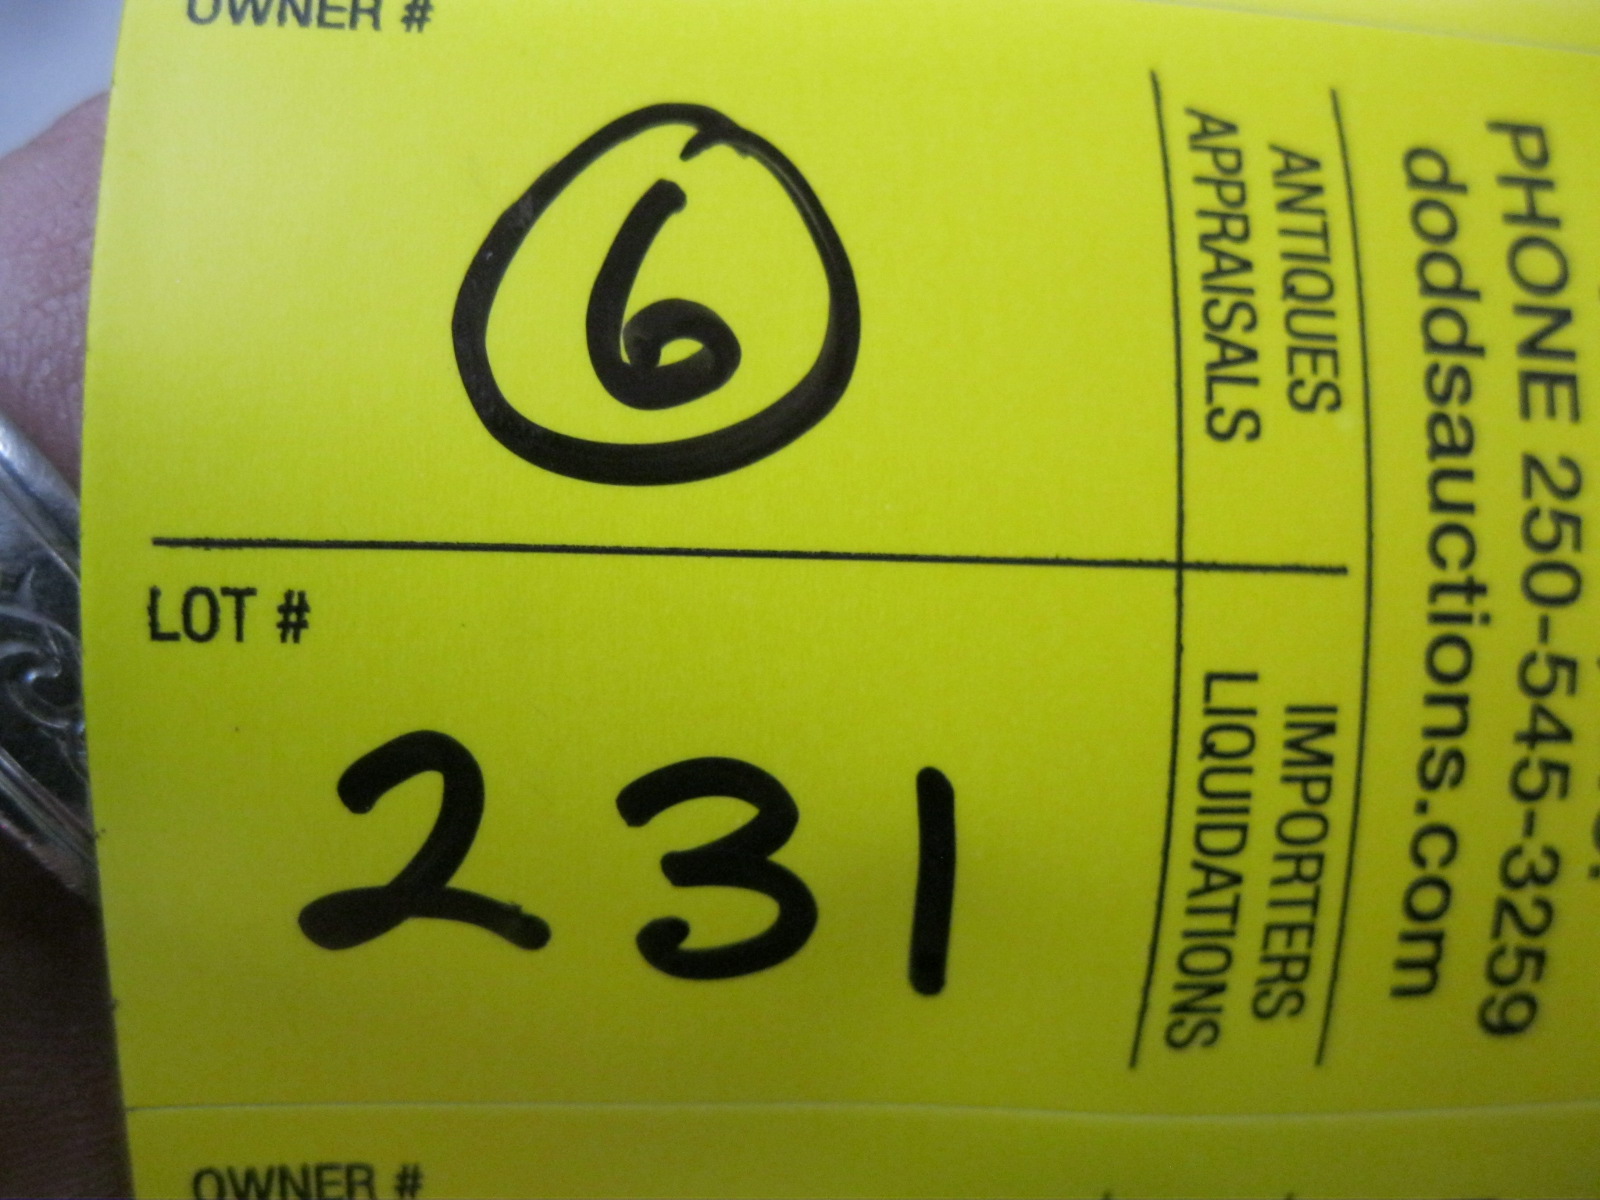 OWNER #
6
LOT #
231
PHONE 250-545-3259
doddsauctions.com
ANTIQUES
APPRAISALS
IMPORTERS
LIQUIDATIONS
OWNER #